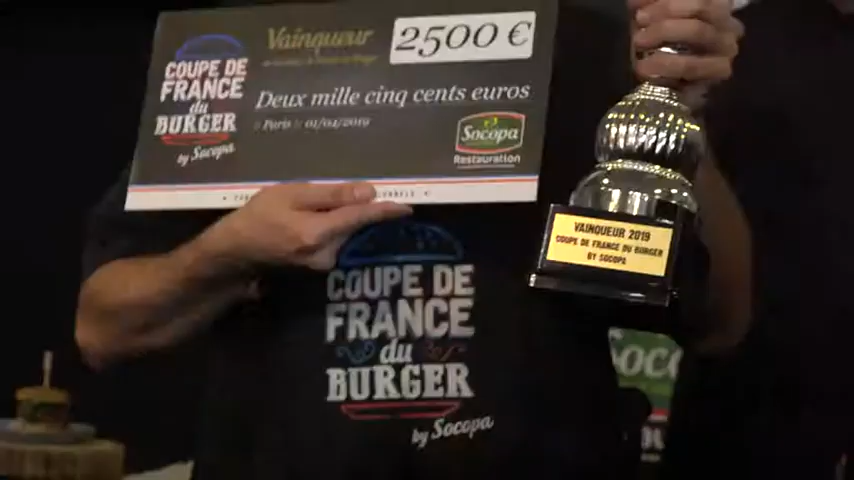 Vainqueur
2500 €
COUPE DE
FRANCE
du
BURGER
by Socopa
Deux mille cinq cents euros
Paris
01/02/2019
Socopa
Restauration
VAINQUEUR 2019
COUPE DE FRANCE DU BURGER
BY SOCOPA
COUPE DE
FRANCE
du
BURGER
by Socopa
Soco